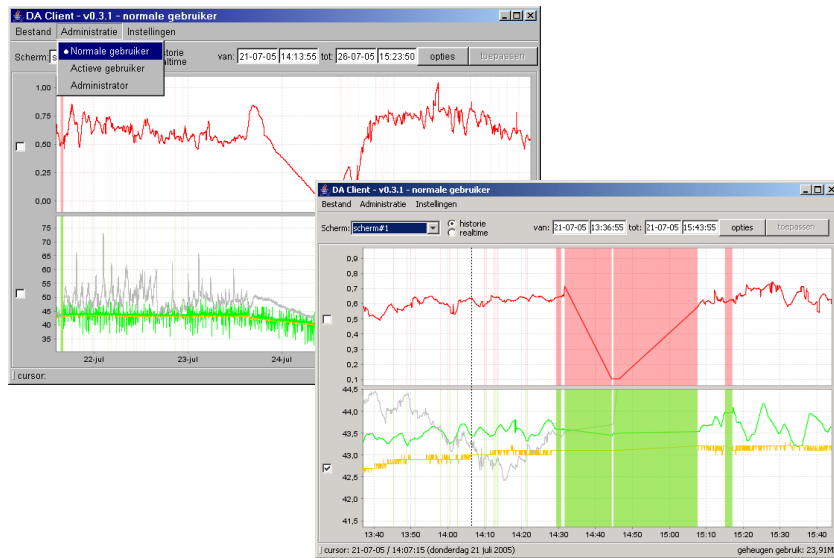 DA Client - v0.3.1 - normale gebruiker
Bestand Administratie Instellingen
Normale gebruiker
Actieve gebruiker
Administrator
Scherm:
realtime
van: 21-07-05 14:13:55 tot: 26-07-05 15:23:50 opties toepassen
1,00
0,75
0,50
0,25
0,00
75
70
65
60
55
50
45
40
35
22-jul 23-jul 24-jul
cursor:
DA Client - v0.3.1 - normale gebruiker
Bestand Administratie Instellingen
Scherm: scherm#1 historie
realtime
van: 21-07-05 13:36:55 tot: 21-07-05 15:43:55 opties toepassen
0,9
0,8
0,7
0,6
0,5
0,3
0,2
0,1
44,5
44,0
43,5
43,0
42,5
42,0
41,5
13:40 13:50 14:00 14:10 14:20 14:30 14:40 14:50 15:00 15:10 15:20 15:30 15:40
cursor: 21-07-05 / 14:07:15 (donderdag 21 juli 2005) geheugen gebruik: 23,91M